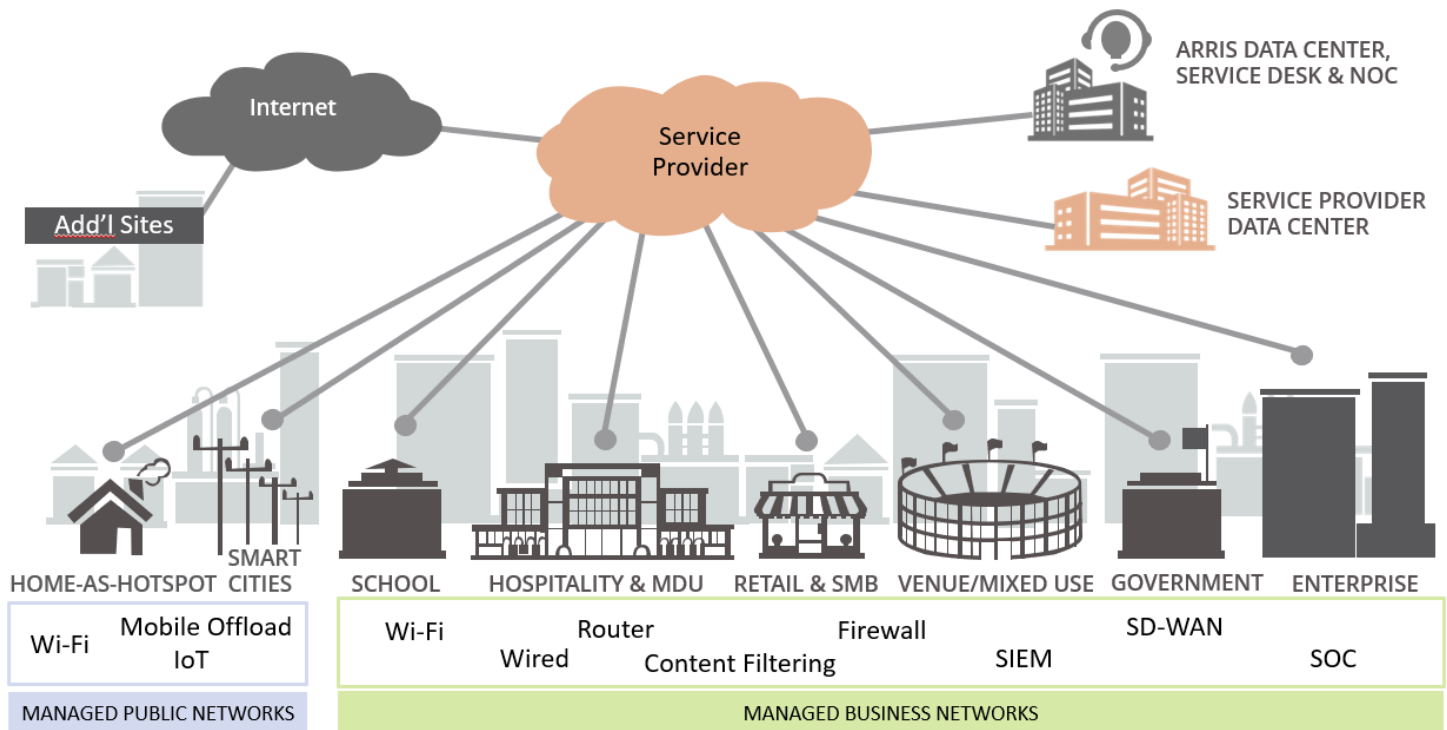 Internet
Service
Provider
ARRIS DATA CENTER,
SERVICE DESK & NOC
SERVICE PROVIDER
DATA CENTER
Add'l Sites
HOME-AS-HOTSPOT
SMART
CITIES
SCHOOL
HOSPITALITY & MDU
RETAIL & SMB
VENUE/MIXED USE
GOVERNMENT
ENTERPRISE
Wi-Fi
Mobile Offload
IoT
Wi-Fi
Router
Wired
Content Filtering
Firewall
SIEM
SD-WAN
SOC
MANAGED PUBLIC NETWORKS
MANAGED BUSINESS NETWORKS